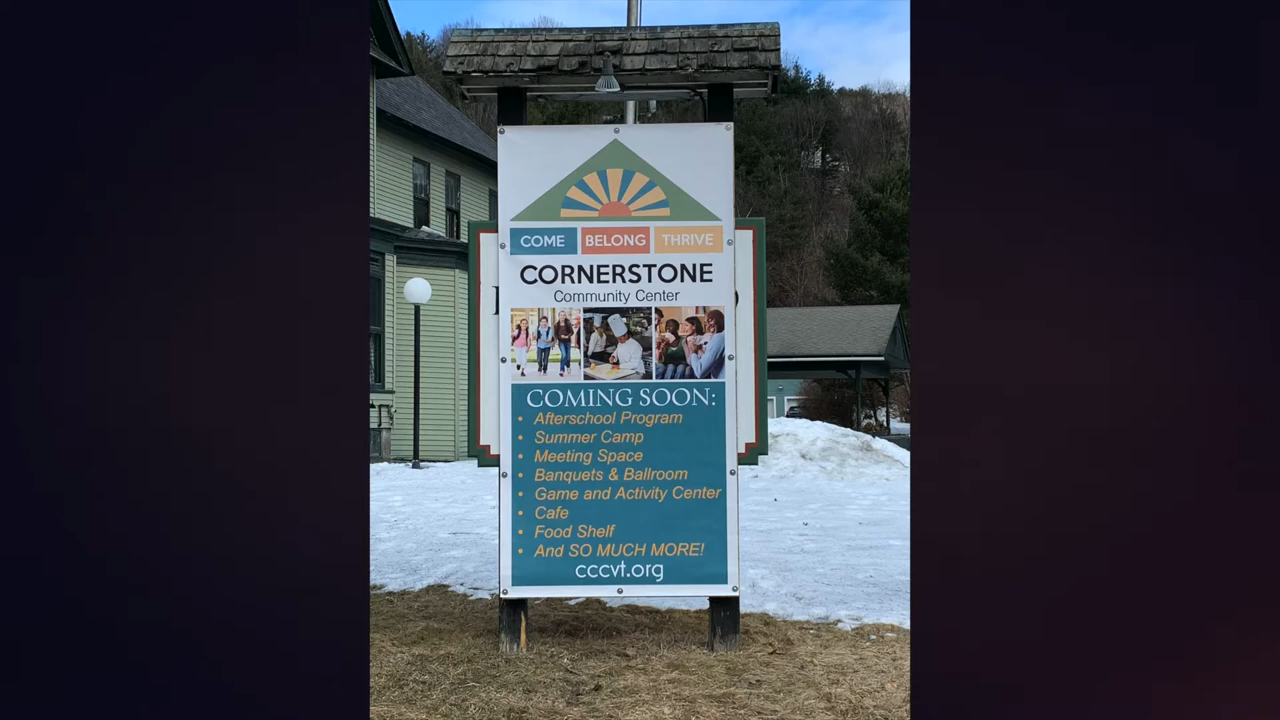 COME BELONG THRIVE
CORNERSTONE
Community Center
COMING SOON:
• Afterschool Program
• Summer Camp
• Meeting Space
• Banquets & Ballroom
• Game and Activity Center
• Cafe
• Food Shelf
• And SO MUCH MORE!
cccvt.org